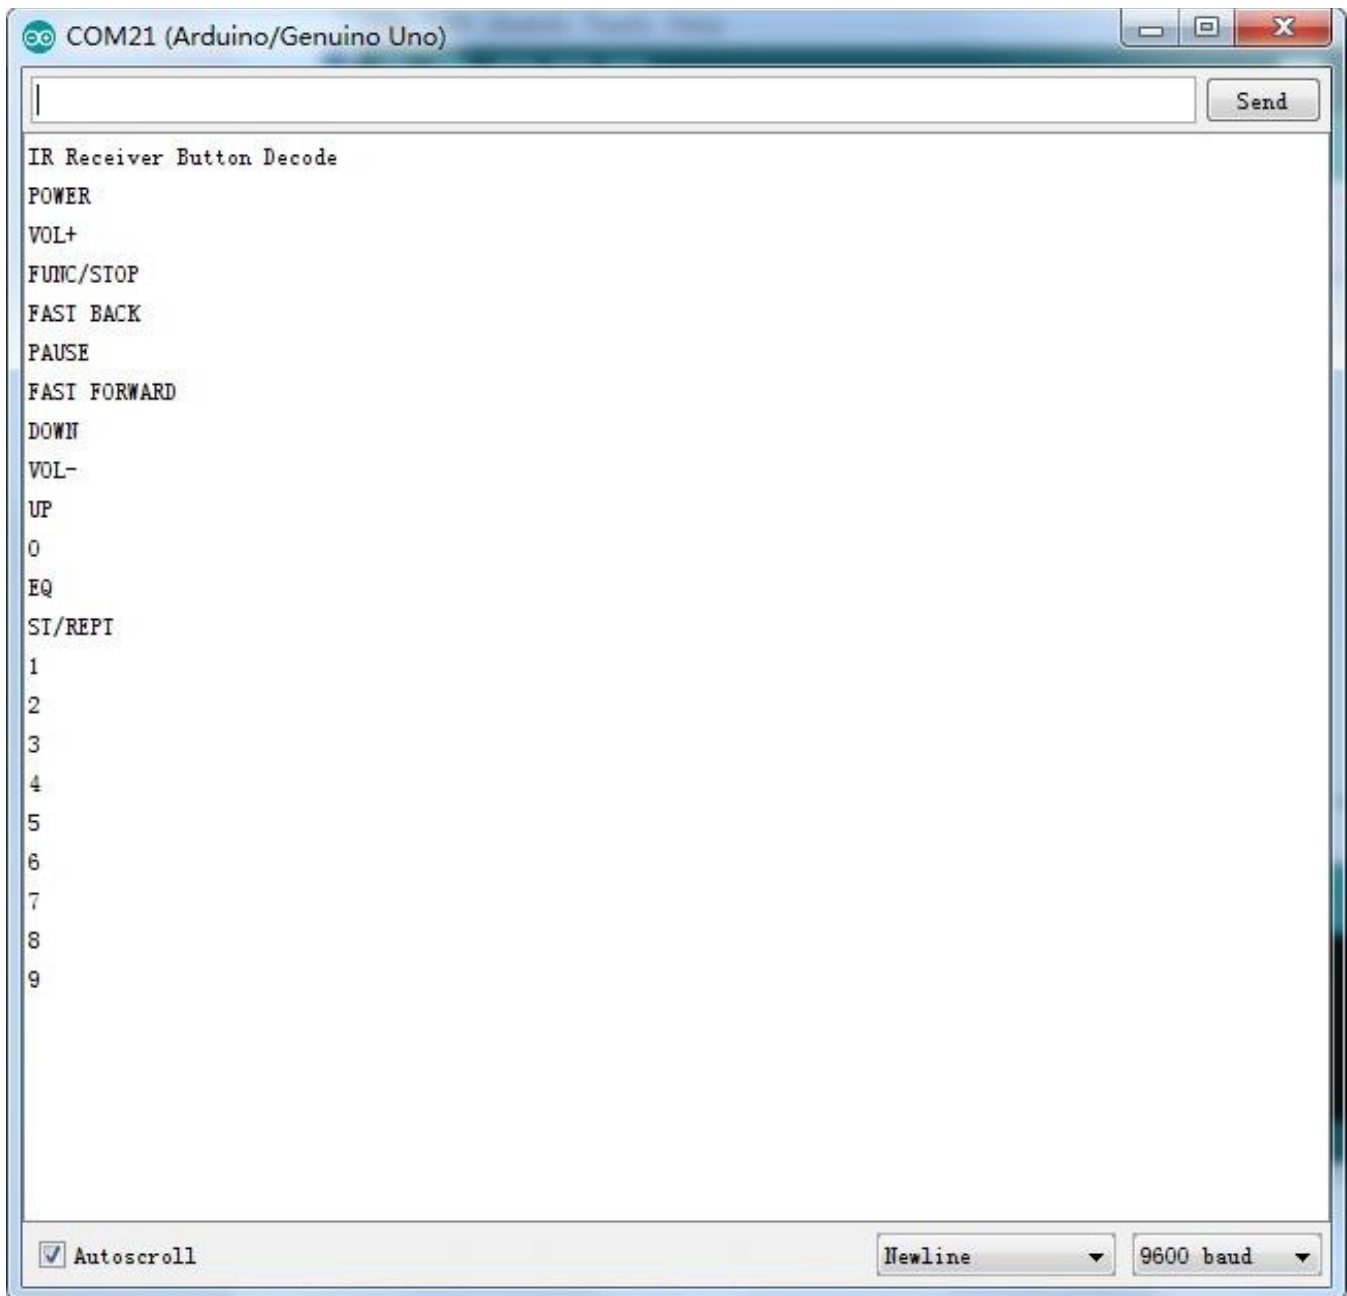 COM21 (Arduino/Genuino Uno)
Send
IR Receiver Button Decode
POWER
VOL+
FUNC/STOP
FAST BACK
PAUSE
FAST FORWARD
DOWN
VOL-
UP
0
EQ
ST/REPT
1
2
3
4
5
6
7
8
9
Autoscroll
Newline
9600 baud